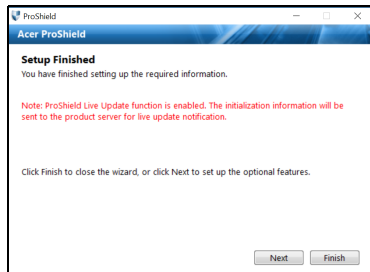 ProShield
Acer ProShield
Setup Finished
You have finished setting up the required information.
Note: ProShield Live Update function is enabled. The initialization information will be
sent to the product server for live update notification.
Click Finish to close the wizard, or click Next to set up the optional features.
Next Finish